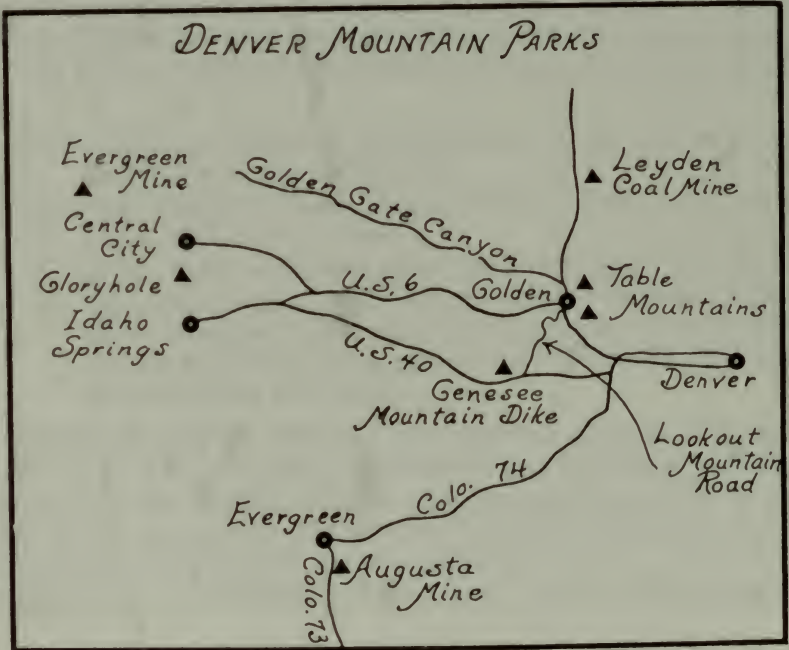 DENVER MOUNTAIN PARKS
Evergreen
Mine
Golden Gate Canyon
Leyden
Coal Mine
Central
City
Gloryhole
U.S. 6
Golden
Table
Mountains
Idaho
Springs
U.S. 40
Genesee
Mountain Dike
Denver
Lookout
Mountain
Road
Colo. 74
Evergreen
Augusta
Mine
Colo. 73